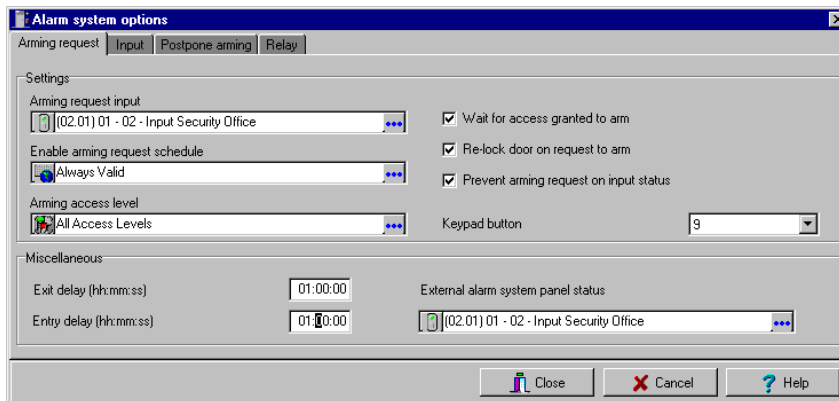 Alarm system options
Arming request Input Postpone arming Relay
Settings
Arming request input
(02.01) 01 - 02 - Input Security Office
Enable arming request schedule
Always Valid
Arming access level
All Access Levels
Wait for access granted to arm
Re-lock door on request to arm
Prevent arming request on input status
Keypad button 9
Miscellaneous
Exit delay (hh:mm:ss) 01:00:00
Entry delay (hh:mm:ss) 01:00:00
External alarm system panel status
(02.01) 01 - 02 - Input Security Office
Close Cancel Help